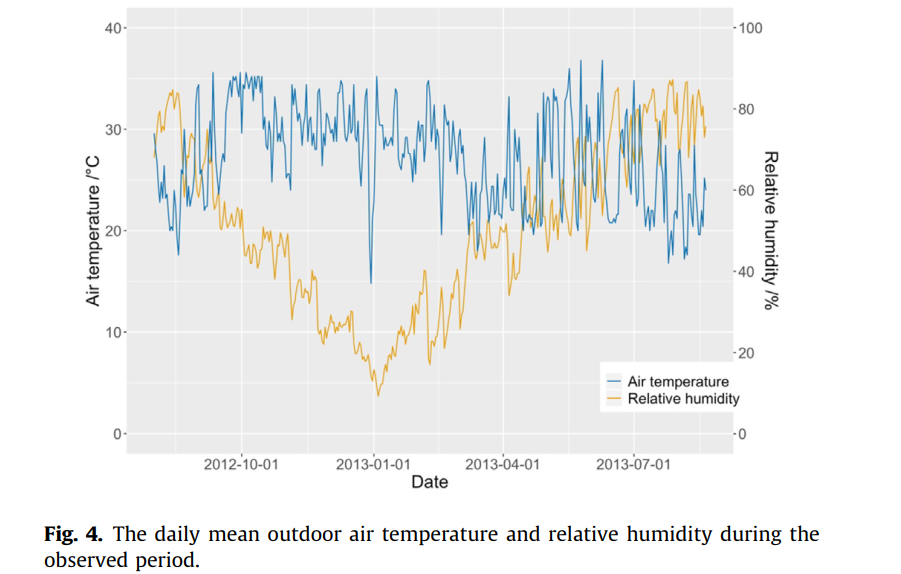 40
30
20
10
0
Air temperature /°C
100
80
60
40
20
0
Relative humidity /%
Air temperature
Relative humidity
2012-10-01 2013-01-01 2013-04-01 2013-07-01
Date
Fig. 4. The daily mean outdoor air temperature and relative humidity during the
observed period.